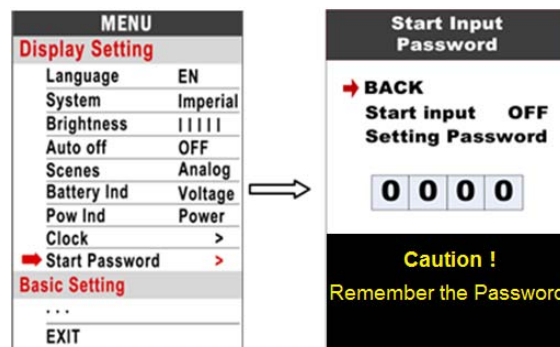 MENU
Display Setting
Language EN
System Imperial
Brightness | | | | |
Auto off OFF
Scenes Analog
Battery Ind Voltage
Pow Ind Power
Clock >
Start Password >
Basic Setting
. . .
EXIT
Start Input
Password
BACK
Start input OFF
Setting Password
0 0 0 0
Caution !
Remember the Password